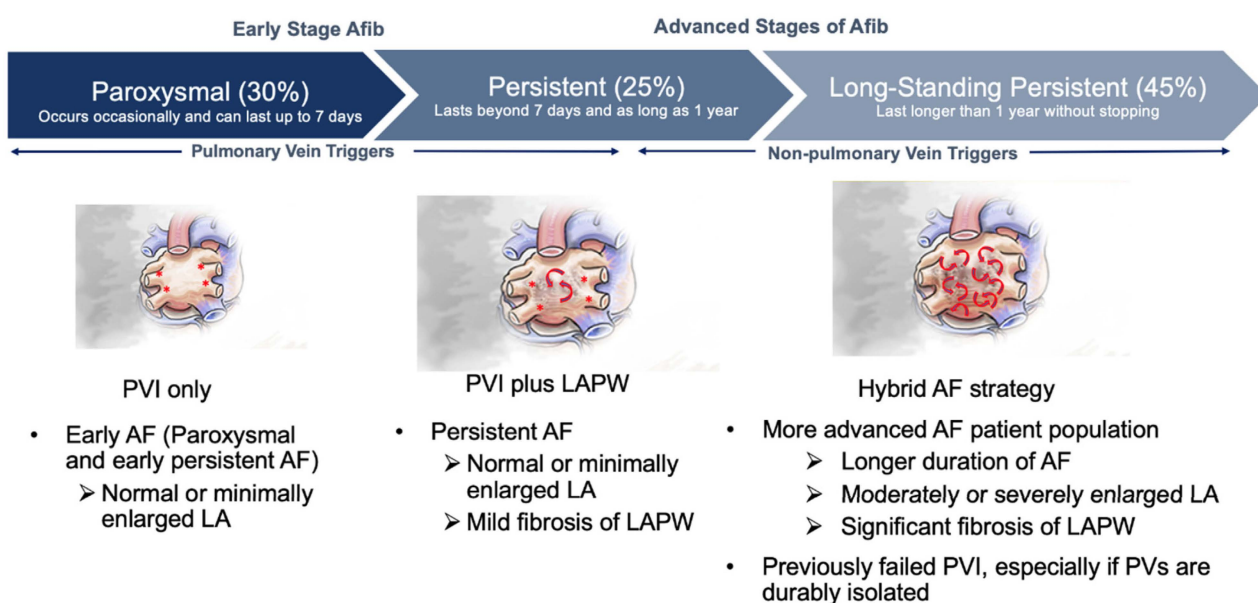 Early Stage Afib
Advanced Stages of Afib
Paroxysmal (30%)
Occurs occasionally and can last up to 7 days
Persistent (25%)
Lasts beyond 7 days and as long as 1 year
Long-Standing Persistent (45%)
Last longer than 1 year without stopping
Pulmonary Vein Triggers
Non-pulmonary Vein Triggers
PVI only
• Early AF (Paroxysmal
and early persistent AF)
➢ Normal or minimally
enlarged LA
PVI plus LAPW
• Persistent AF
➢ Normal or minimally
enlarged LA
➢ Mild fibrosis of LAPW
Hybrid AF strategy
• More advanced AF patient population
➢ Longer duration of AF
➢ Moderately or severely enlarged LA
➢ Significant fibrosis of LAPW
• Previously failed PVI, especially if PVs are
durably isolated